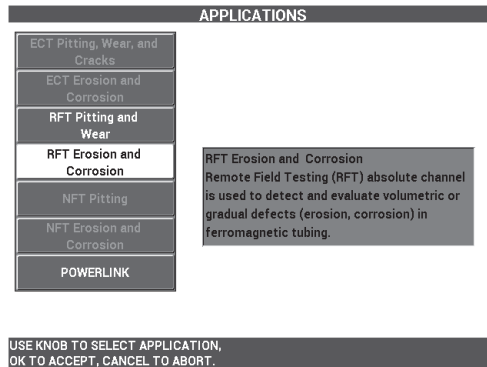 APPLICATIONS
ECT Pitting, Wear, and
Cracks
ECT Erosion and
Corrosion
RFT Pitting and
Wear
RFT Erosion and
Corrosion
NFT Pitting
NFT Erosion and
Corrosion
POWERLINK
RFT Erosion and Corrosion
Remote Field Testing (RFT) absolute channel
is used to detect and evaluate volumetric or
gradual defects (erosion, corrosion) in
ferromagnetic tubing.
USE KNOB TO SELECT APPLICATION,
OK TO ACCEPT, CANCEL TO ABORT.